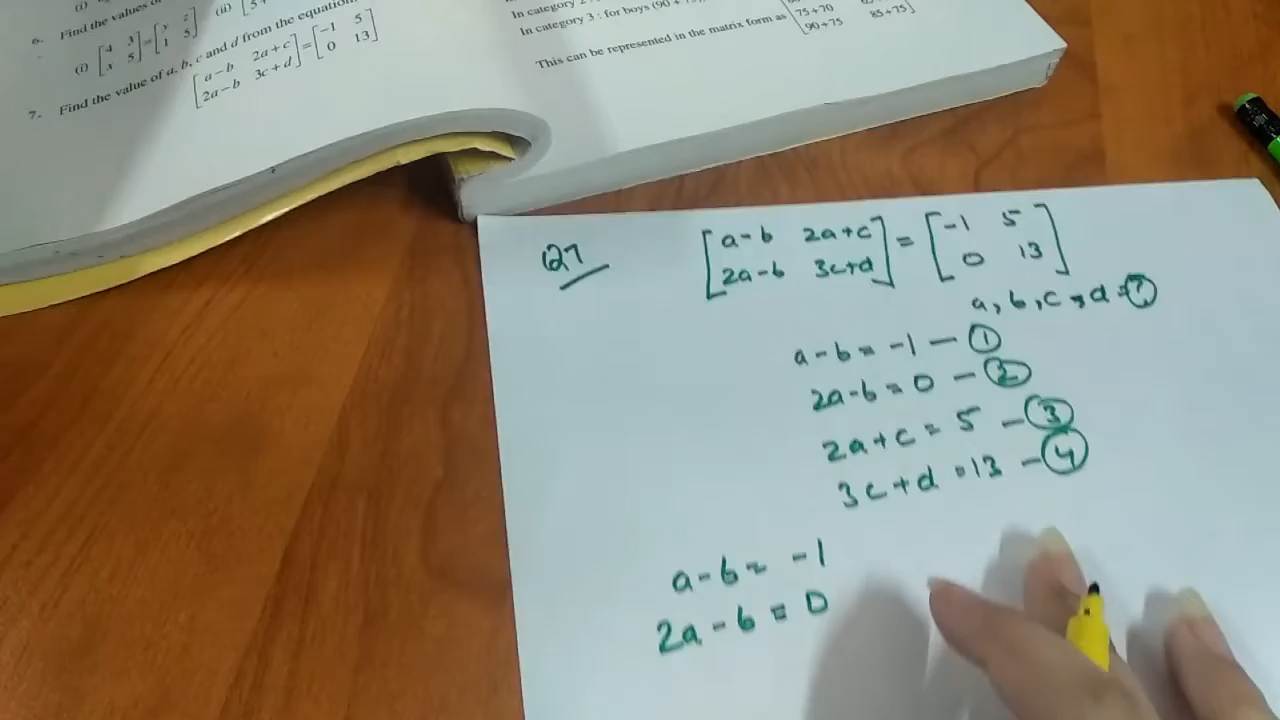 6. Find the values
(i) [4 3 x 5]=[y z 1 5] (ii)
7. Find the value of a, b, c and d from the equation
[a−b 2a+c
2a−b 3c+d]=[−1 5
0 13]
In category
In category 3 : for boys (90+
This can be represented in the matrix form as
75+70
90+75 85+75]
Q7
[a-b 2a+c
2a-b 3c+d] = [-1 5
0 13]
a, b, c, d = ?
a-b = -1 — ①
2a-b = 0 — ②
2a+c = 5 — ③
3c+d = 13 — ④
a-b = -1
2a-b = 0